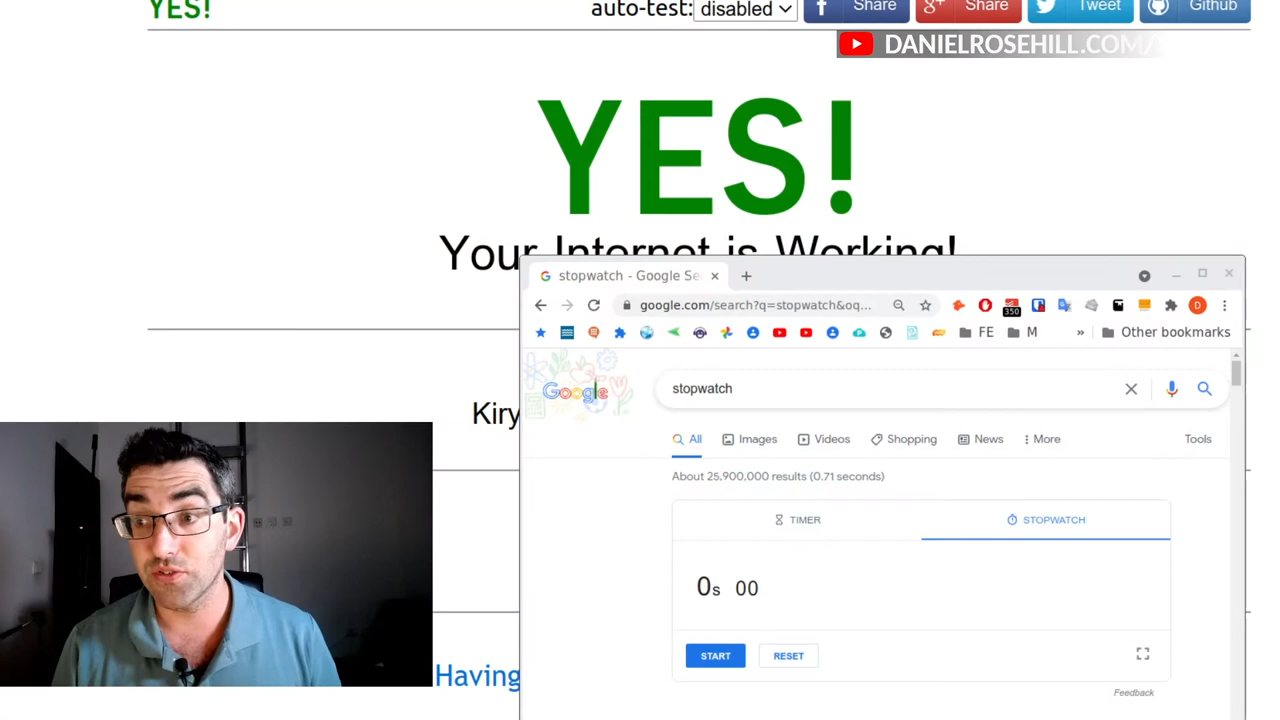 YES!
auto-test: disabled
Share
Share
Tweet
Github
DANIELROSEHILL.COM/
YES!
Your Internet is Working!
stopwatch - Google Se
google.com/search?q=stopwatch&oq...
350
FE
M
»
Other bookmarks
Google
stopwatch
All
Images
Videos
Shopping
News
More
Tools
About 25,900,000 results (0.71 seconds)
TIMER
STOPWATCH
0s 00
START
RESET
Feedback
Kiry
Having